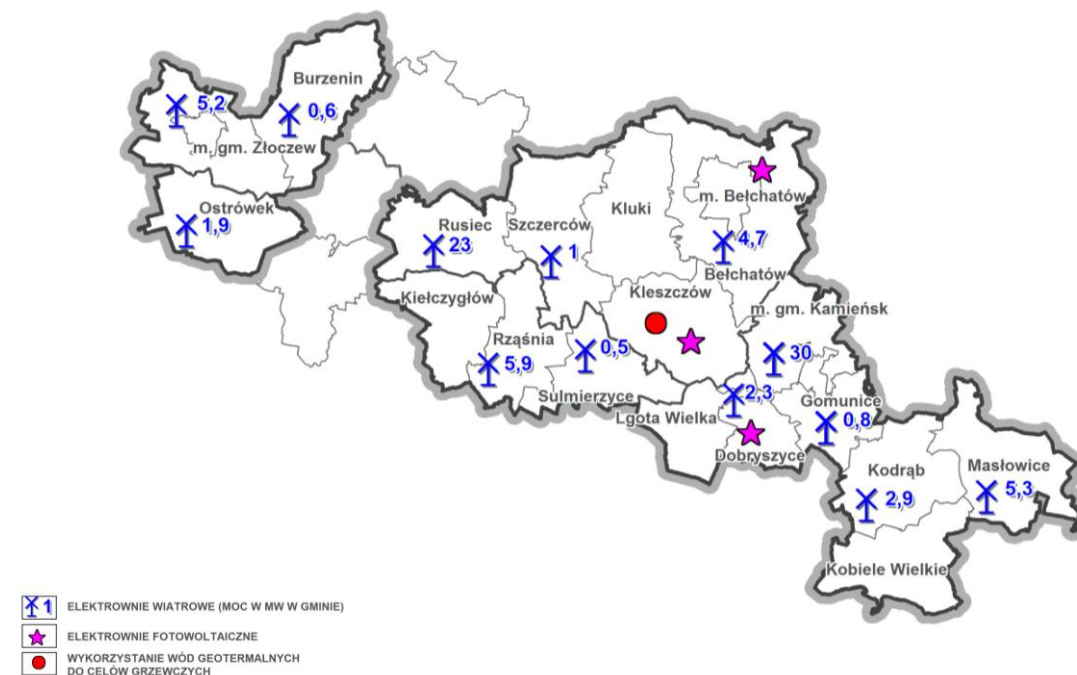 Burzenin
5,2
0,6
m. gm. Złoczew
Ostrówek
1,9
Rusiec
23
Szczerców
1
Kluki
m. Bełchatów
4,7
Bełchatów
Kiełczygłów
Kleszczów
m. gm. Kamieńsk
Rząśnia
5,9
0,5
30
Sulmierzyce
2,3
Lgota Wielka
Gomunice
0,8
Dobryszyce
Kodrąb
2,9
Masłowice
5,3
Kobiele Wielkie
1 ELEKTROWNIE WIATROWE (MOC W MW W GMINIE)
ELEKTROWNIE FOTOWOLTAICZNE
WYKORZYSTANIE WÓD GEOTERMALNYCH
DO CELÓW GRZEWCZYCH